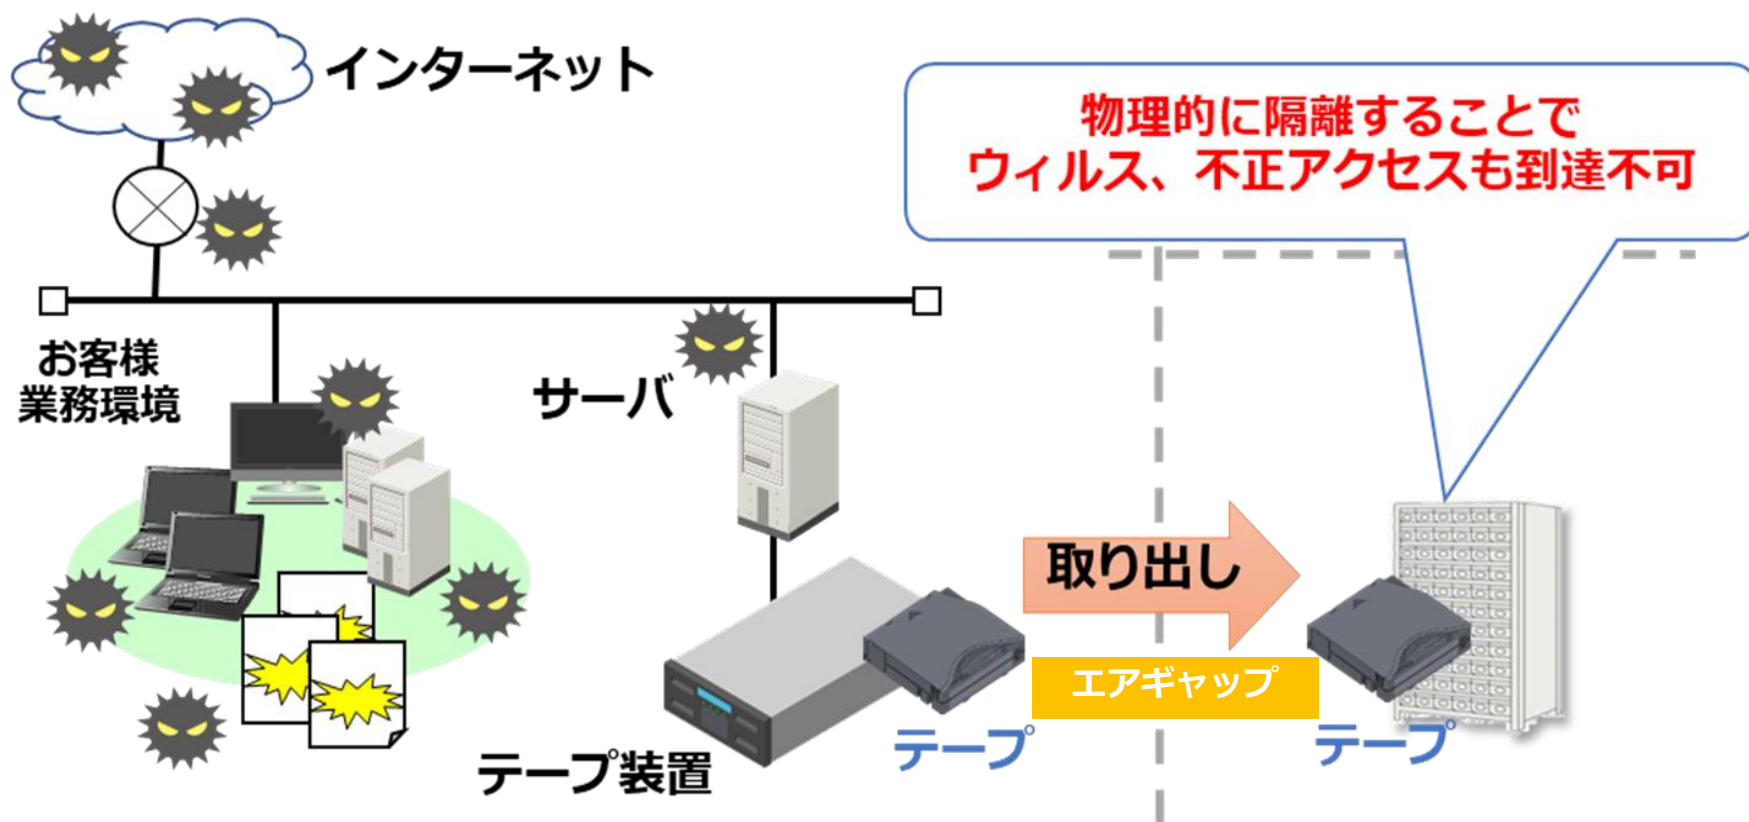 インターネット
物理的に隔離することで
ウィルス、不正アクセスも到達不可
お客様
業務環境
サーバ
取り出し
エアギャップ
テープ
テープ
テープ装置